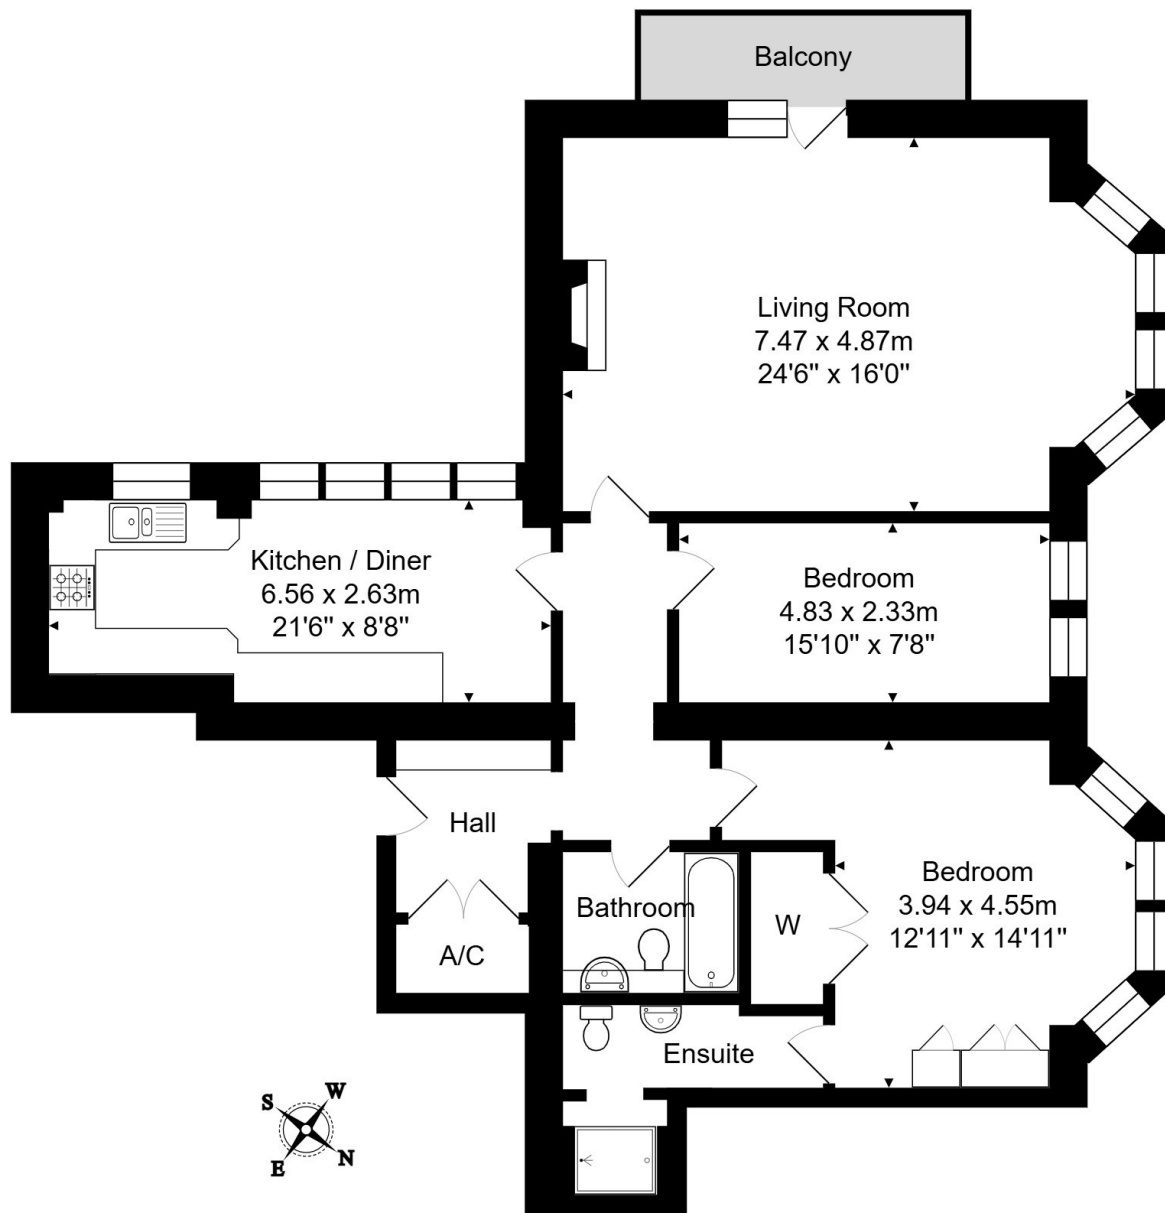 Balcony
Living Room
7.47 x 4.87m
24'6" x 16'0"
Kitchen / Diner
6.56 x 2.63m
21'6" x 8'8"
Bedroom
4.83 x 2.33m
15'10" x 7'8"
Hall
A/C
Bathroom
W
Bedroom
3.94 x 4.55m
12'11" x 14'11"
Ensuite
S
W
E
N